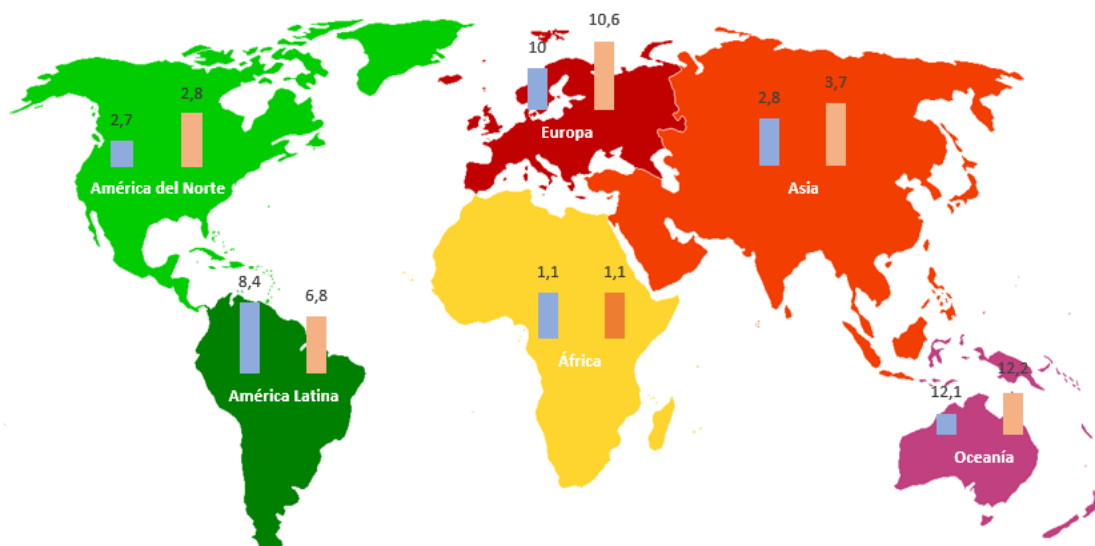 10
10,6
Europa
2,7
2,8
América del Norte
2,8
3,7
Asia
8,4
6,8
América Latina
1,1
1,1
África
12,1
12,2
Oceanía